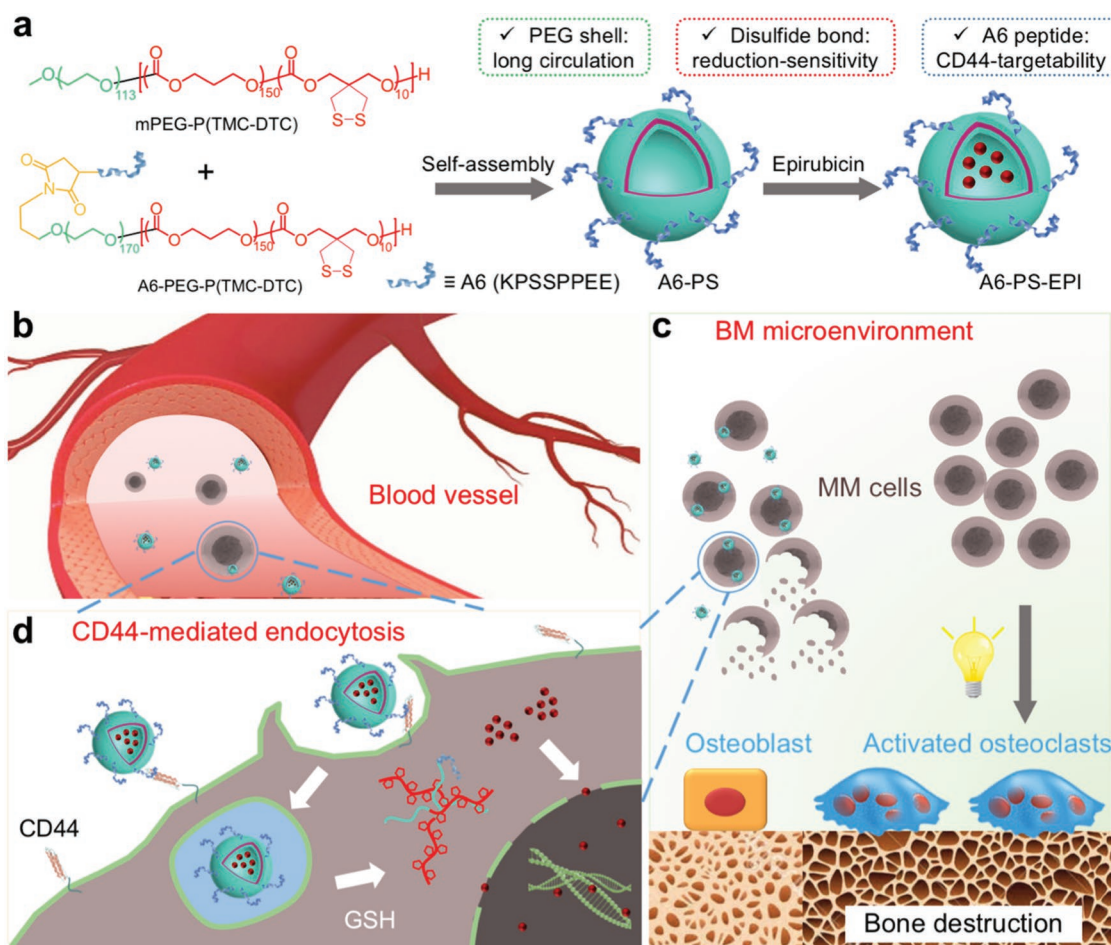 a
✓ PEG shell:
long circulation
✓ Disulfide bond:
reduction-sensitivity
✓ A6 peptide:
CD44-targetability
O
O
O
O
O
O
O
O
H
113
150
10
S-S
mPEG-P(TMC-DTC)
+
O
N
O
O
O
O
O
O
O
O
O
O
H
170
150
10
S-S
A6-PEG-P(TMC-DTC)
≡ A6 (KPSSPPEE)
Self-assembly
A6-PS
Epirubicin
A6-PS-EPI
b
Blood vessel
c
BM microenvironment
MM cells
Osteoblast
Activated osteoclasts
Bone destruction
d
CD44-mediated endocytosis
CD44
GSH